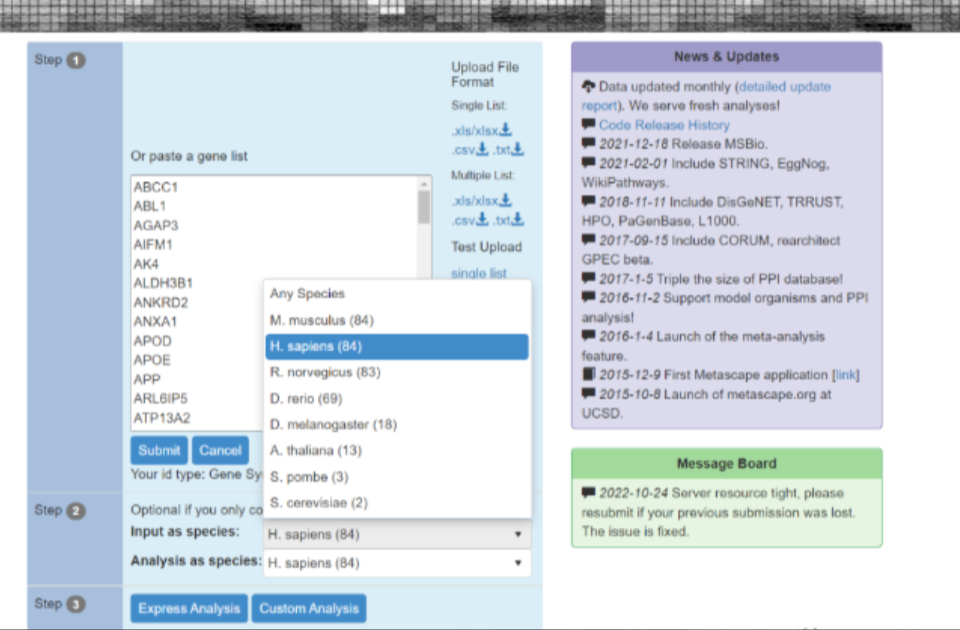 Step 1
Upload File
Format
Single List:
.xls/xlsx
.csv .txt
Or paste a gene list
Multiple List:
.xls/xlsx
.csv .txt
Test Upload
single list
ABCC1
ABL1
AGAP3
AIFM1
AK4
ALDH3B1
ANKRD2
ANXA1
APOD
APOE
APP
ARL6IP5
ATP13A2
Any Species
M. musculus (84)
H. sapiens (84)
R. norvegicus (83)
D. rerio (69)
D. melanogaster (18)
A. thaliana (13)
S. pombe (3)
S. cerevisiae (2)
Submit Cancel
Your id type: Gene Sy
Step 2
Optional if you only co
Input as species: H. sapiens (84)
Analysis as species: H. sapiens (84)
Step 3
Express Analysis Custom Analysis
News & Updates
Data updated monthly (detailed update
report). We serve fresh analyses!
Code Release History
2021-12-18 Release MSBio.
2021-02-01 Include STRING, EggNog,
WikiPathways.
2018-11-11 Include DisGeNET, TRRUST,
HPO, PaGenBase, L1000.
2017-09-15 Include CORUM, rearchitect
GPEC beta.
2017-1-5 Triple the size of PPI database!
2016-11-2 Support model organisms and PPI
analysis!
2016-1-4 Launch of the meta-analysis
feature.
2015-12-9 First Metascape application [link]
2015-10-8 Launch of metascape.org at
UCSD.
Message Board
2022-10-24 Server resource tight, please
resubmit if your previous submission was lost.
The issue is fixed.